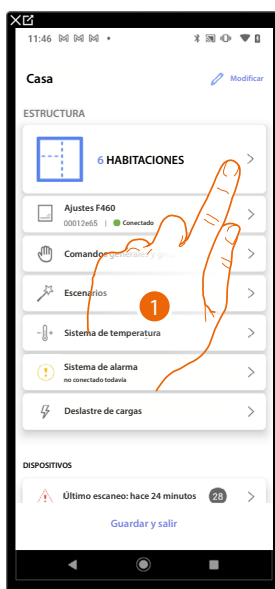 11:46
Casa
Modificar
ESTRUCTURA
6 HABITACIONES
Ajustes F460
00012e65 | Conectado
Comandos generales y
Escenarios
1
Sistema de temperatura
Sistema de alarma
no conectado todavía
Deslastre de cargas
DISPOSITIVOS
Último escaneo: hace 24 minutos 28
Guardar y salir